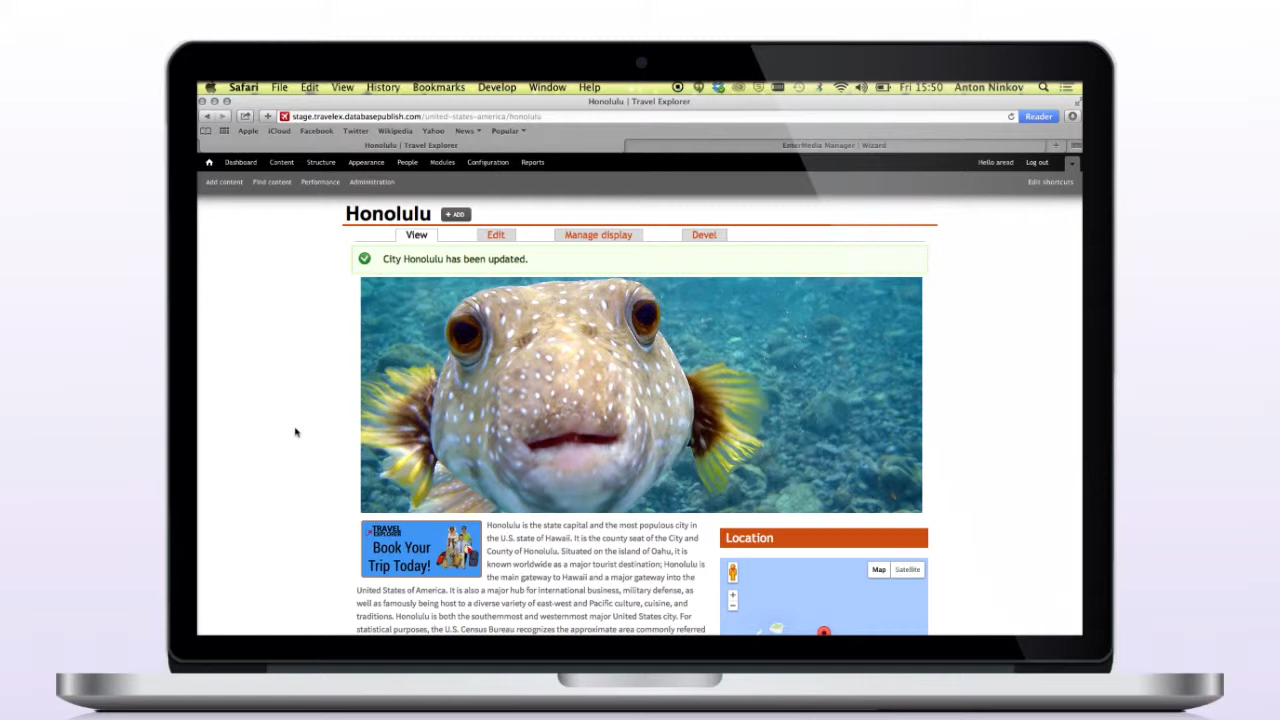 Safari File Edit View History Bookmarks Develop Window Help Fri 15:50 Anton Ninkov
Honolulu | Travel Explorer
stage.travelex.databasepublish.com/united-states-america/honolulu Reader
Apple iCloud Facebook Twitter Wikipedia Yahoo News Popular
Honolulu | Travel Explorer EnterMedia Manager | Wizard
Dashboard Content Structure Appearance People Modules Configuration Reports Hello aread Log out
Add content Find content Performance Administration Edit shortcuts
Honolulu + ADD
View Edit Manage display Devel
City Honolulu has been updated.
TRAVEL
EXPLORER
Book Your
Trip Today!
Honolulu is the state capital and the most populous city in
the U.S. state of Hawaii. It is the county seat of the City and
County of Honolulu. Situated on the island of Oahu, it is
known worldwide as a major tourist destination; Honolulu is
the main gateway to Hawaii and a major gateway into the
United States of America. It is also a major hub for international business, military defense, as
well as famously being host to a diverse variety of east-west and Pacific culture, cuisine, and
traditions. Honolulu is both the southernmost and westernmost major United States city. For
statistical purposes, the U.S. Census Bureau recognizes the approximate area commonly referred
Location
Map Satellite
+
−